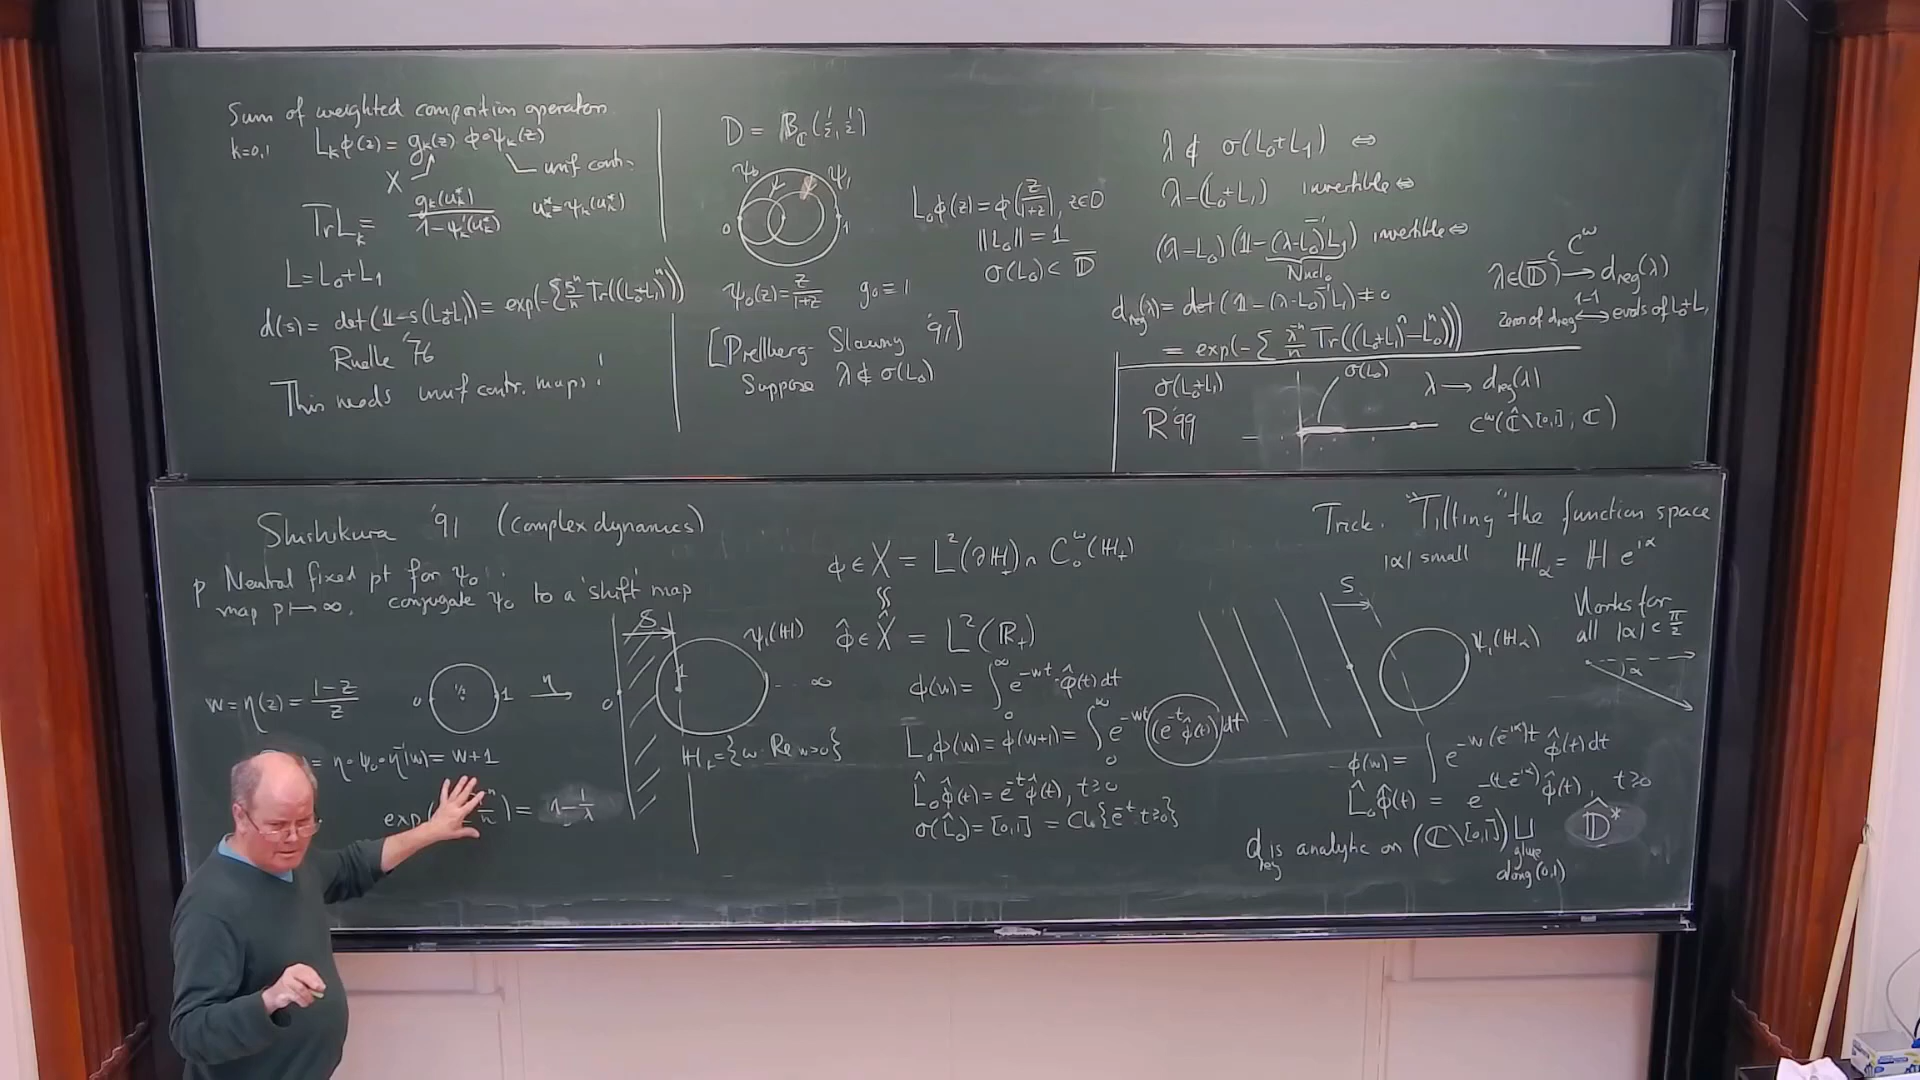 Sum of weighted composition operators
k=0,1 L_kφ(z) = g_k(z)·φ∘ψ_k(z)
X unif contr.
Tr L_k = g_k(u_k^*) / (1-ψ_k'(u_k^*)) u_k^* = ψ_k(u_k^*)
L = L_0 + L_1
d(s) = det(1-s(L_0+L_1)) = exp(-Σ s^n/n Tr((L_0+L_1)^n))
Ruelle '76
This needs unif contr. maps!
D = B_ℂ(1/2, 1/2)
ψ_0 ψ_1
0 1
ψ_0(z) = z/(1+z) g_0 ≡ 1
[Prellberg-Slawny '91]
Suppose λ ∉ σ(L_0)
L_0φ(z) = φ(z/(1+z)), z∈D
‖L_0‖ = 1
σ(L_0) ⊂ 𝔻̄
λ ∉ σ(L_0+L_1) ⇔
λ-(L_0+L_1) invertible ⇔
(λ-L_0)(1-(λ-L_0)^{-1}L_1) invertible ⇔
Nucl_0
d_reg(λ) = det(1-(λ-L_0)^{-1}L_1) ≠ 0
= exp(-Σ λ^{-n}/n Tr((L_0+L_1)^n-L_0^n))
λ∈(𝔻̄)^c →^{C^ω} d_reg(λ)
Zeros of d_reg ⟷^{1-1} evals of L_0+L_1
σ(L_0+L_1) σ(L_0) λ → d_reg(λ)
R '99 C^ω(ℂ̂\[0,1]; ℂ)
Shishikura '91 (complex dynamics)
p Neutral fixed pt for ψ_0
map p ↦ ∞, conjugate ψ_0 to a 'shift' map
w = η(z) = (1-z)/z
0 1/2 1 η
S ψ_1(ℍ)
0 1 ... ∞
= η∘ψ_0∘η^{-1}(w) = w+1
ℍ_+ = {w: Re w>0}
exp( ) = 1-1/λ
φ∈X = L^2(∂ℍ_+) ∩ C_0^ω(ℍ_+)
φ̂∈X̂ = L^2(ℝ_+)
φ(w) = ∫_0^∞ e^{-wt} φ̂(t)dt
L_0φ(w) = φ(w+1) = ∫_0^∞ e^{-wt}(e^{-t}φ̂(t))dt
L̂_0φ̂(t) = e^{-t}φ̂(t), t≥0
σ(L̂_0) = [0,1] = Cl{e^{-t} t≥0}
Trick. "Tilting" the function space
|α| small ℍ_α = ℍ e^{iα}
S ψ_1(ℍ_α)
Works for
all |α| < π/2
α
φ(w) = ∫ e^{-w(e^{-iα})t} φ̂(t)dt
L̂_0φ̂(t) = e^{-(t e^{-iα})} φ̂(t), t≥0
d_reg is analytic on (ℂ\[0,1]) ⊔ 𝔻̂^*
glue
along (0,1)